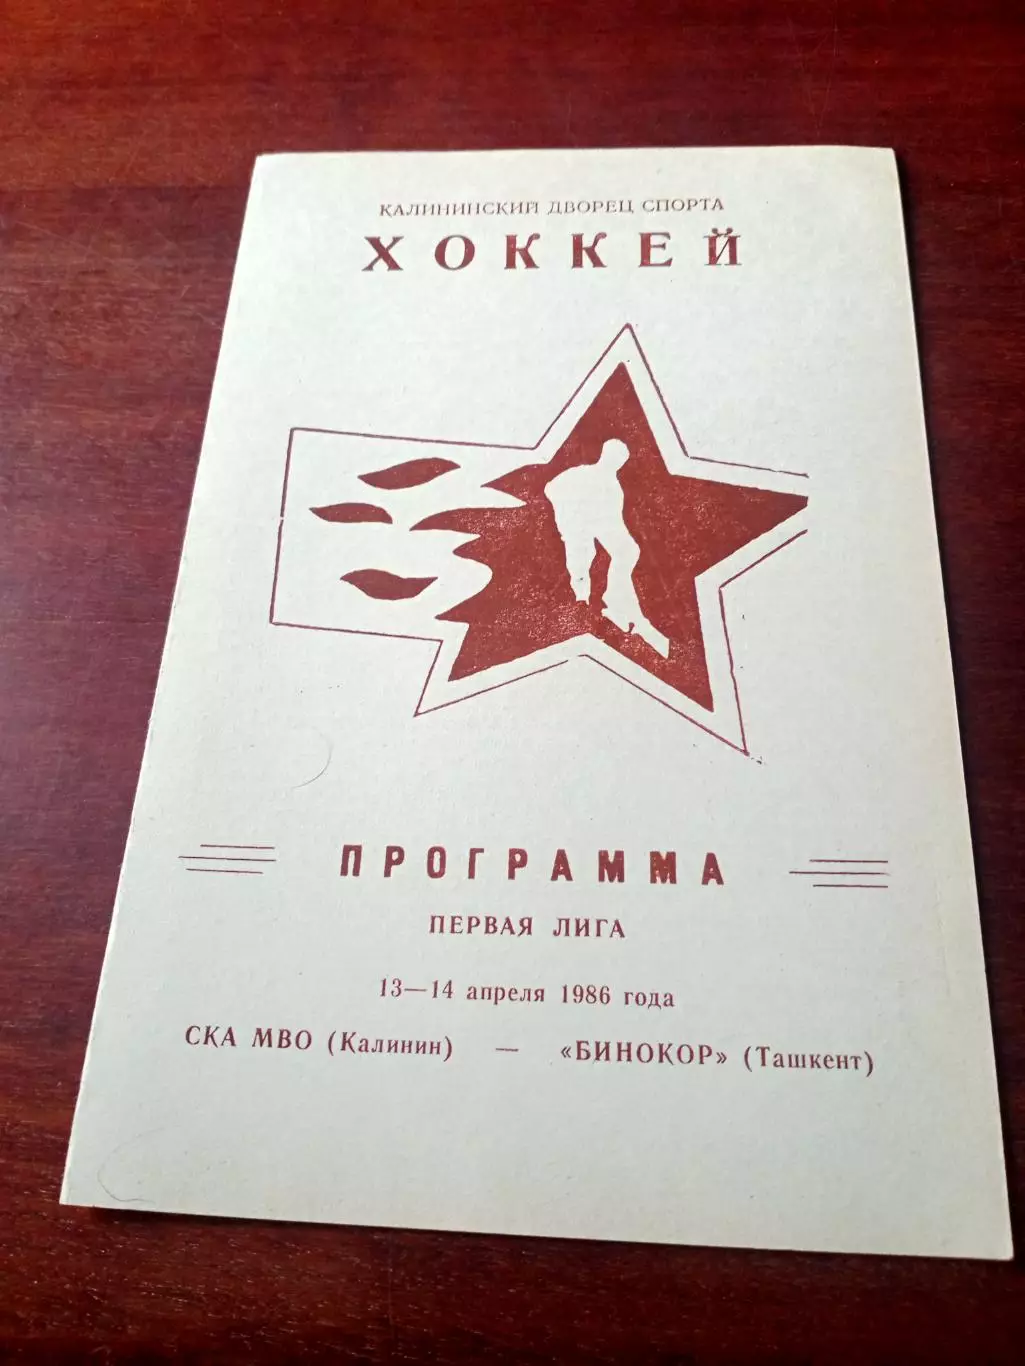 КАЛИНИНСКИЙ ДВОРЕЦ СПОРТА
ХОККЕЙ
ПРОГРАММА
ПЕРВАЯ ЛИГА
13—14 апреля 1986 года
СКА МВО (Калинин) — «БИНОКОР» (Ташкент)